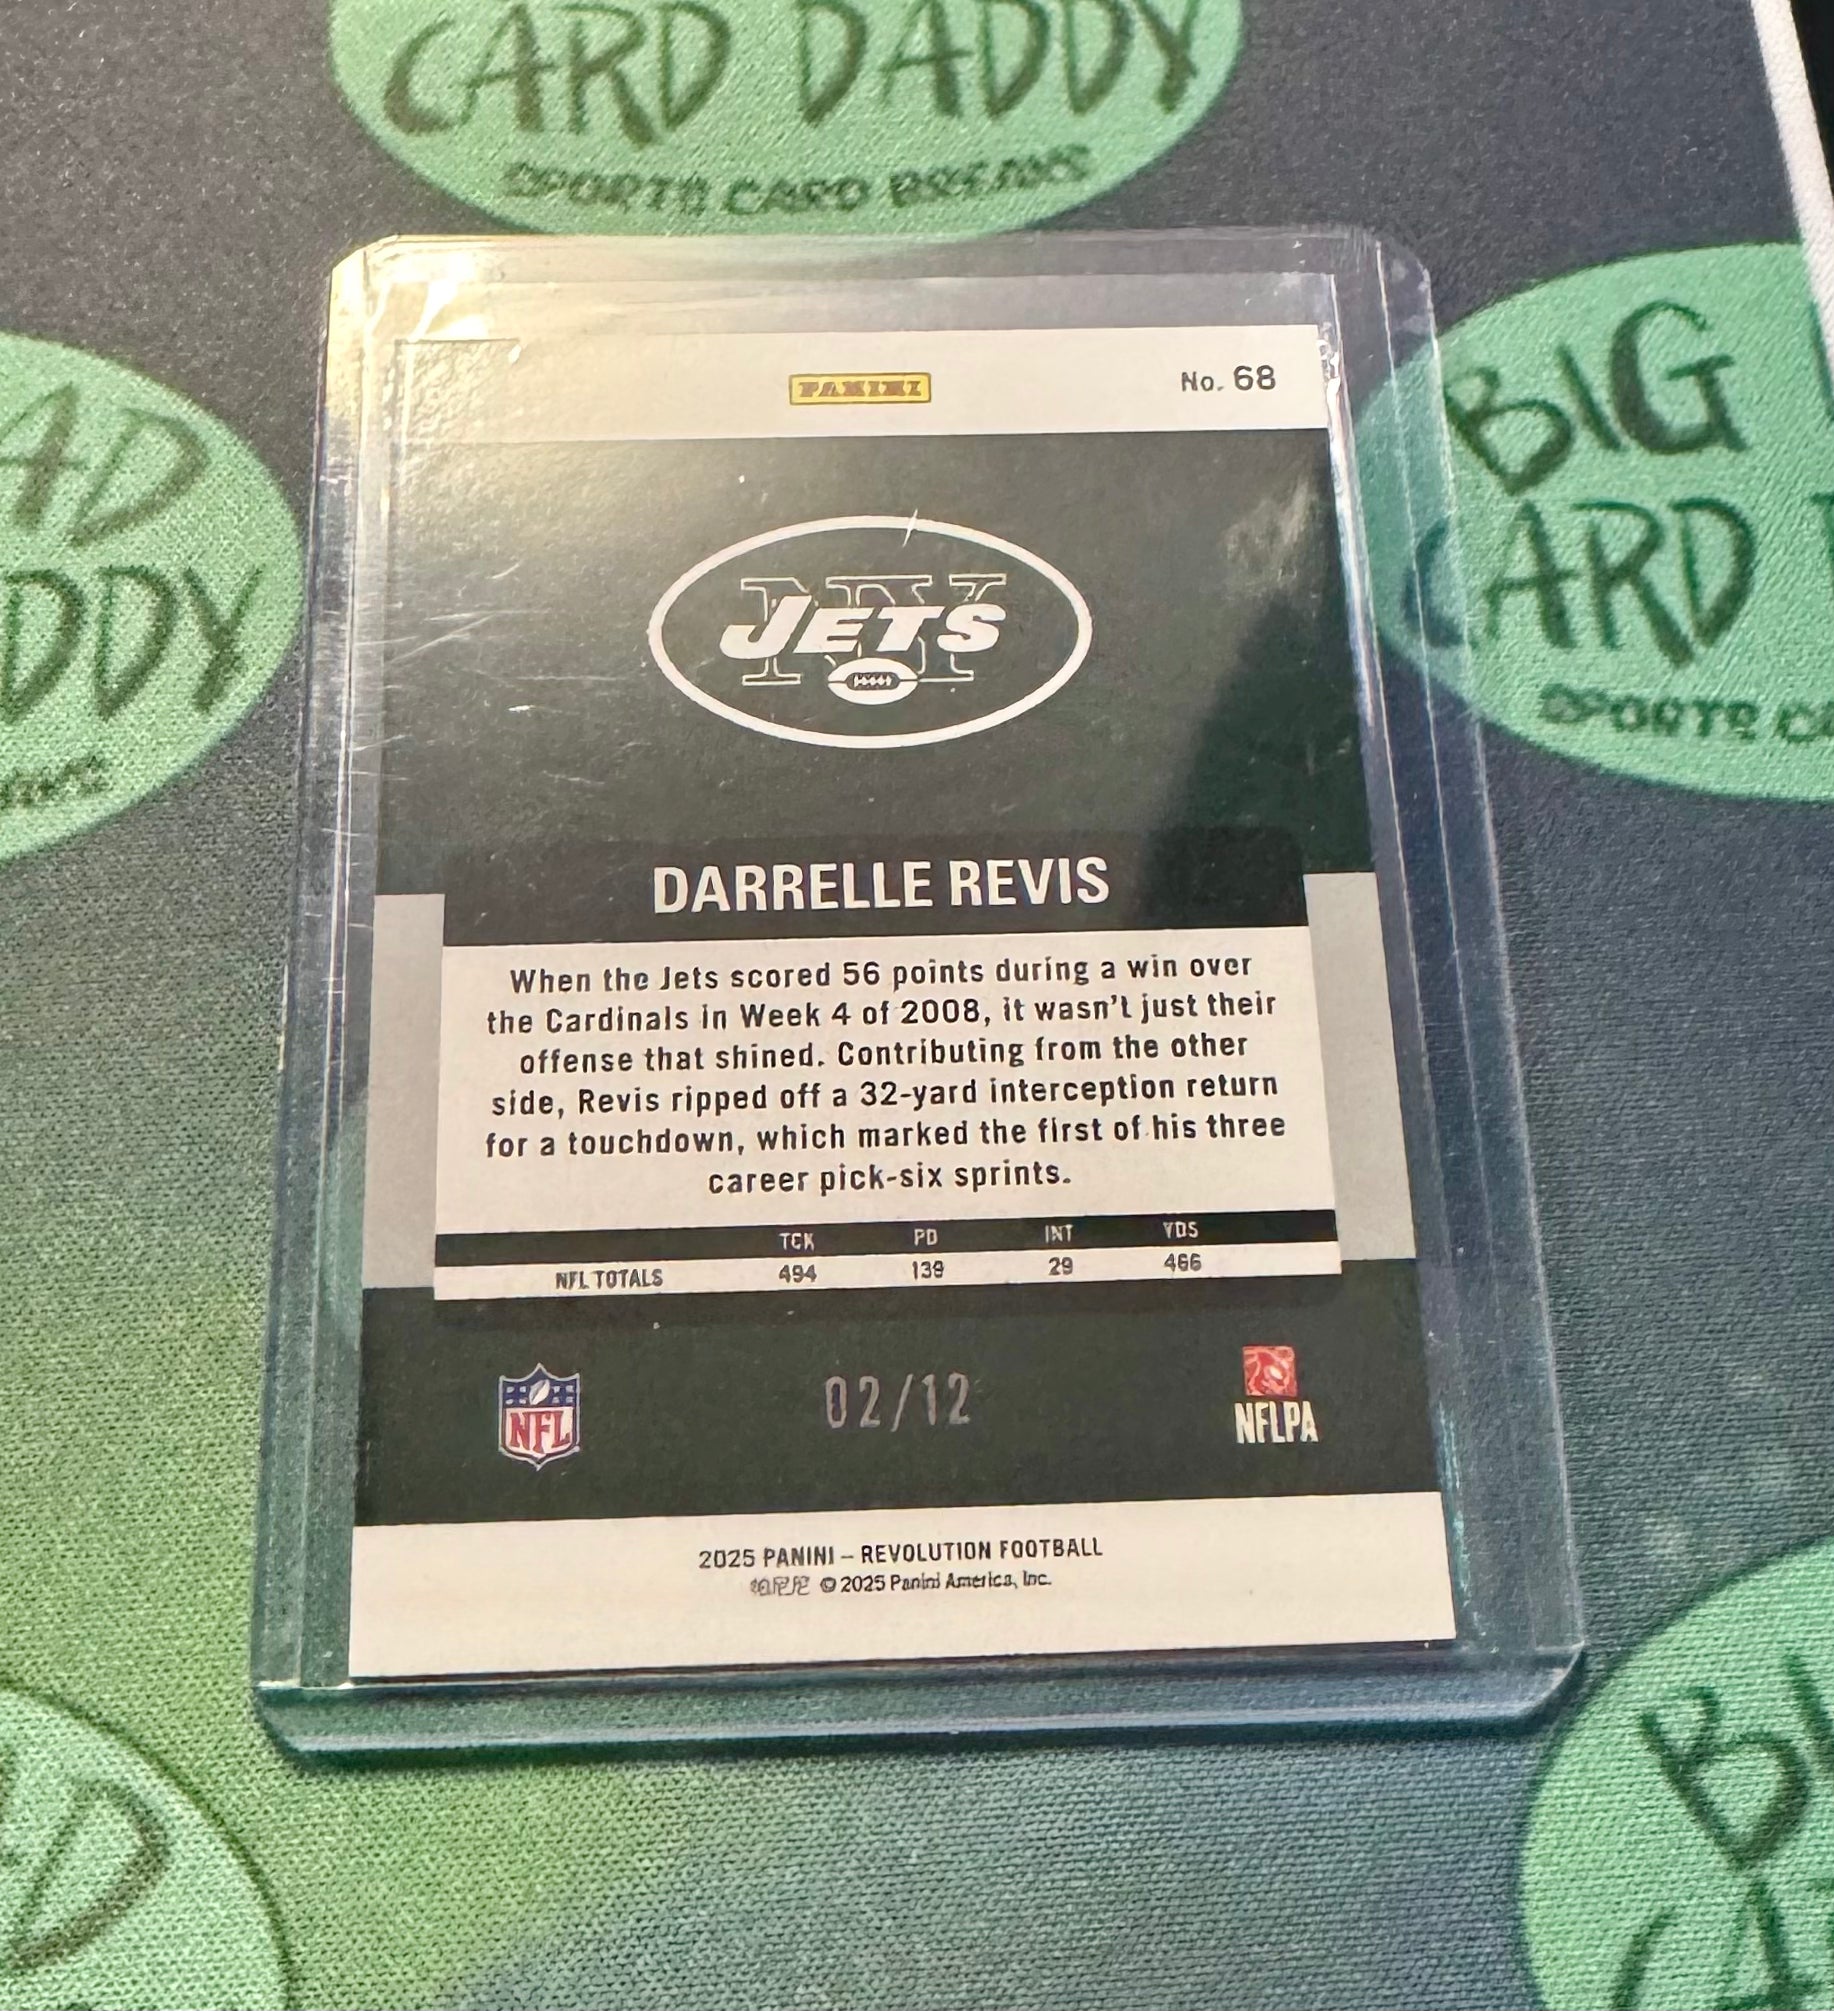 CARD DADDY
SPORTS CARD BREAKS
AD
DDY
BIG
CARD
SPORTS
PANINI
No. 68
NY
JETS
DARRELLE REVIS
When the Jets scored 56 points during a win over
the Cardinals in Week 4 of 2008, it wasn't just their
offense that shined. Contributing from the other
side, Revis ripped off a 32-yard interception return
for a touchdown, which marked the first of his three
career pick-six sprints.
TCK PD INT YDS
NFL TOTALS 494 139 29 466
NFL
02/12
NFLPA
2025 PANINI – REVOLUTION FOOTBALL
帕尼尼 © 2025 Panini America, Inc.